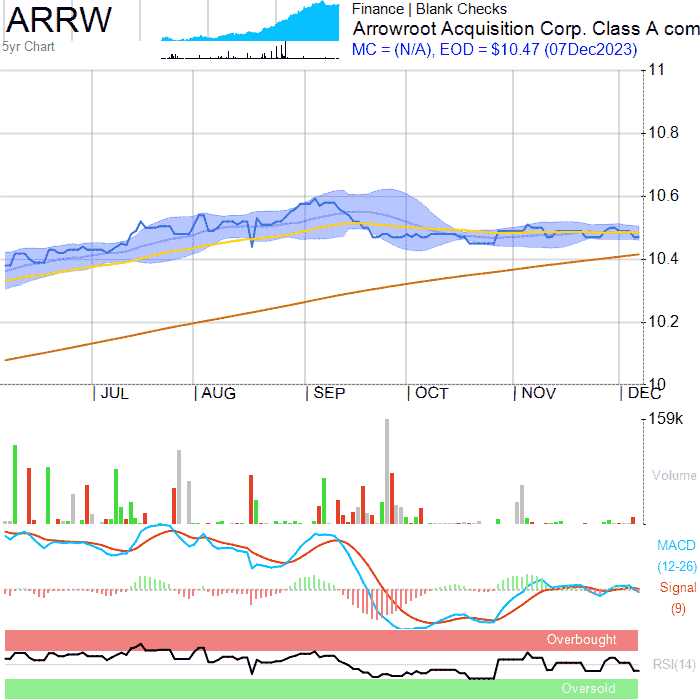 ARRW
5yr Chart
Finance | Blank Checks
Arrowroot Acquisition Corp. Class A com
MC = (N/A), EOD = $10.47 (07Dec2023)
11
10.8
10.6
10.4
10.2
10
JUL AUG SEP OCT NOV DEC
159k
Volume
MACD
(12-26)
Signal
(9)
Overbought
RSI(14)
Oversold